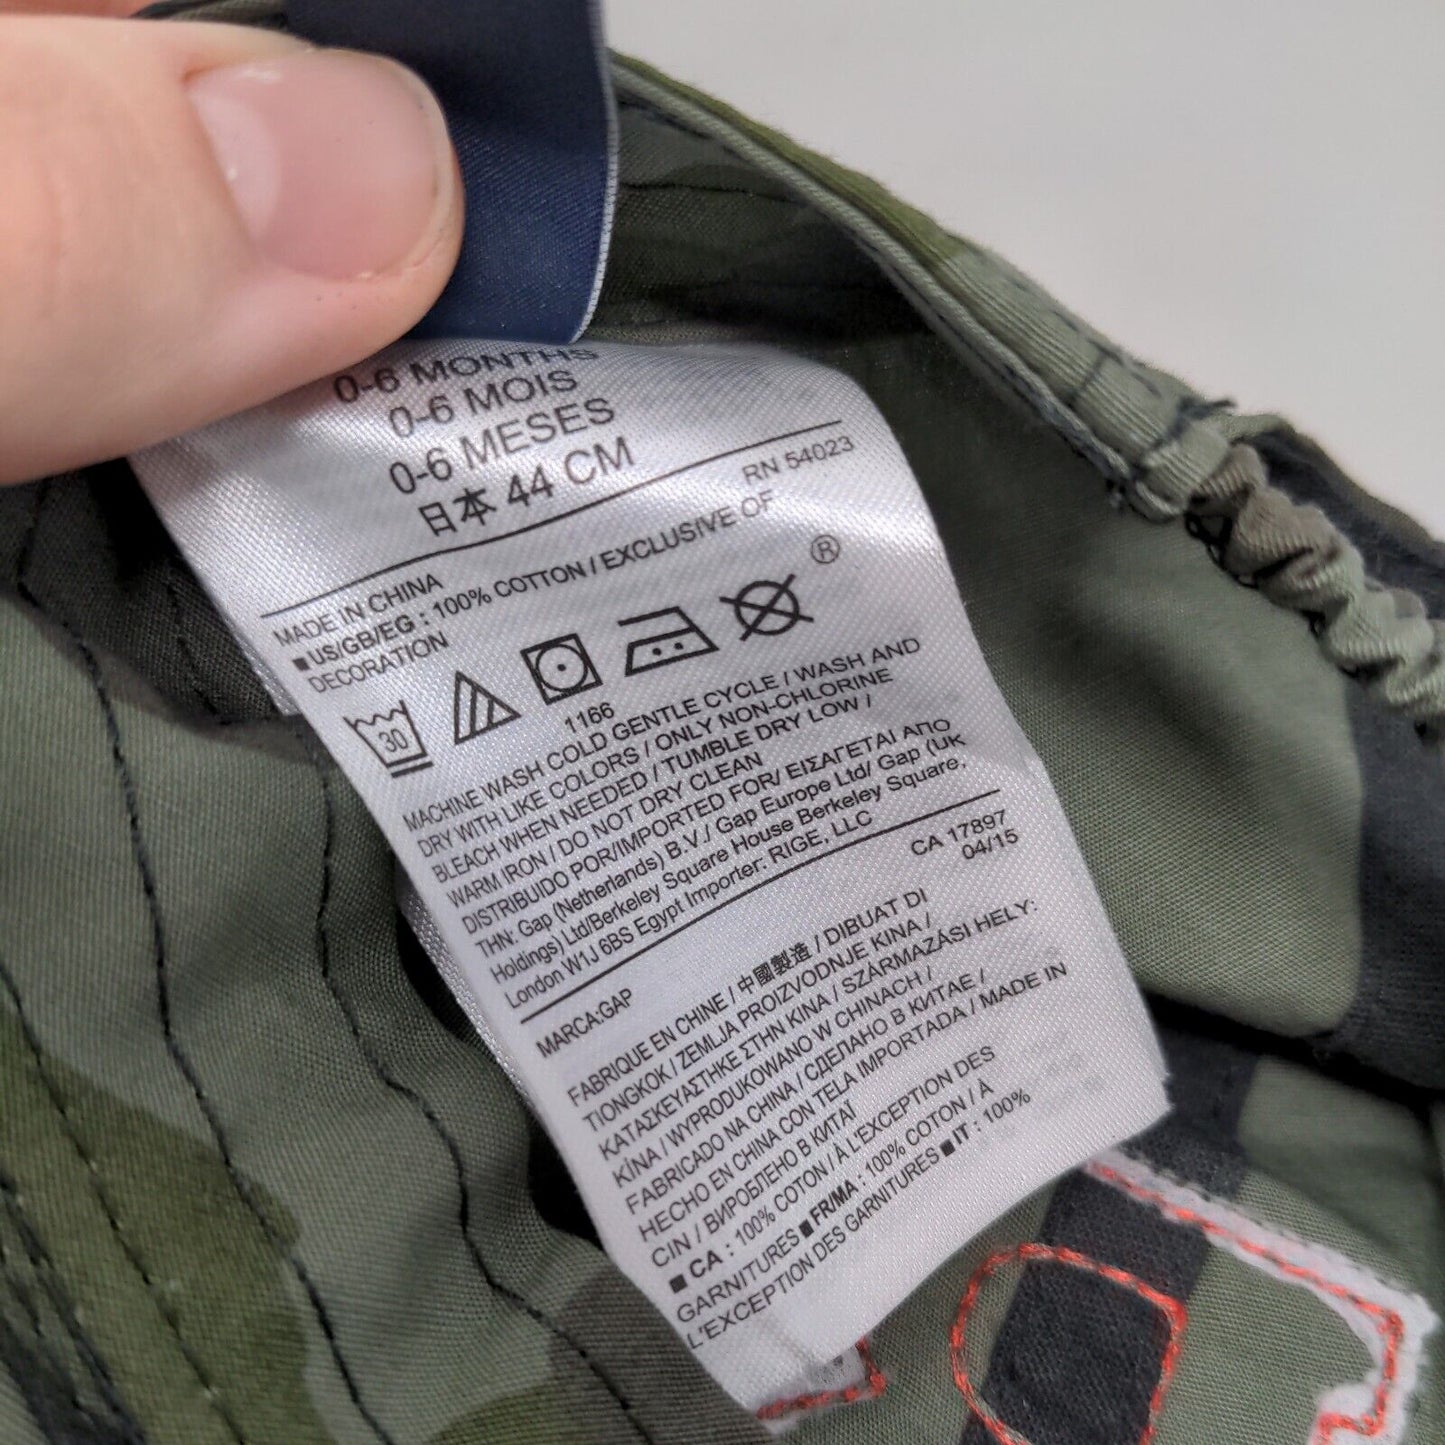 0-6 MONTHS
0-6 MOIS
0-6 MESES
日本 44 CM
RN 54023
MADE IN CHINA
■ US/GB/EG : 100% COTTON / EXCLUSIVE OF
DECORATION
30
®
1166
MACHINE WASH COLD GENTLE CYCLE / WASH AND
DRY WITH LIKE COLORS / ONLY NON-CHLORINE
BLEACH WHEN NEEDED / TUMBLE DRY LOW /
WARM IRON / DO NOT DRY CLEAN
DISTRIBUIDO POR/IMPORTED FOR/ ΕΙΣΑΓΕΤΑΙ ΑΠΟ
THN: Gap (Netherlands) B.V./ Gap Europe Ltd/ Gap (UK
Holdings) Ltd/Berkeley Square House Berkeley Square,
London W1J 6BS Egypt Importer: RIGE, LLC
CA 17897
04/15
MARCA:GAP
FABRIQUE EN CHINE / 中國製造 / DIBUAT DI
TIONGKOK / ZEMLJA PROIZVODNJE KINA /
ΚΑΤΑΣΚΕΥΑΣΤΗΚΕ ΣΤΗΝ ΚΙΝΑ / SZÁRMAZÁSI HELY:
KÍNA / WYPRODUKOWANO W CHINACH /
FABRICADO NA CHINA / СДЕЛАНО В КИТАЕ /
HECHO EN CHINA CON TELA IMPORTADA / MADE IN
CIN / ВИРОБЛЕНО В КИТАЇ
■ CA : 100% COTON / À L'EXCEPTION DES
GARNITURES ■ FR/MA : 100% COTON / À
L'EXCEPTION DES GARNITURES ■ IT : 100%